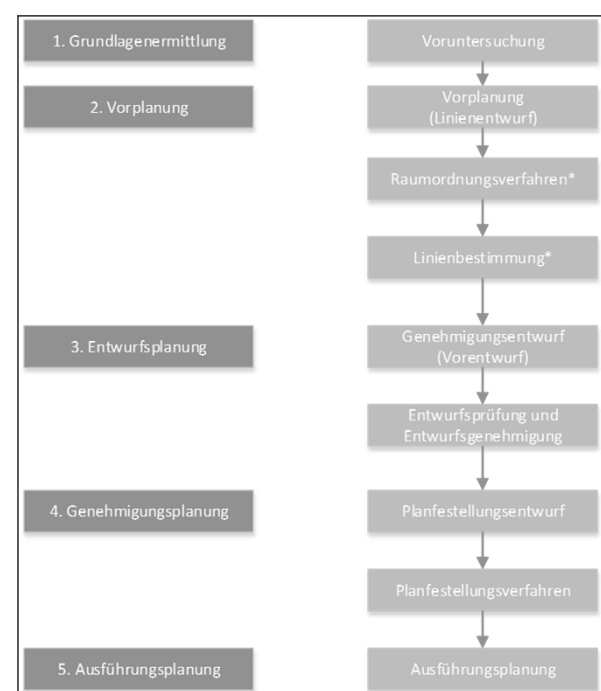 1. Grundlagenermittlung
Voruntersuchung
2. Vorplanung
Vorplanung
(Linienentwurf)
Raumordnungsverfahren*
Linienbestimmung*
3. Entwurfsplanung
Genehmigungsentwurf
(Vorentwurf)
Entwurfsprüfung und
Entwurfsgenehmigung
4. Genehmigungsplanung
Planfestellungsentwurf
Planfestellungsverfahren
5. Ausführungsplanung
Ausführungsplanung